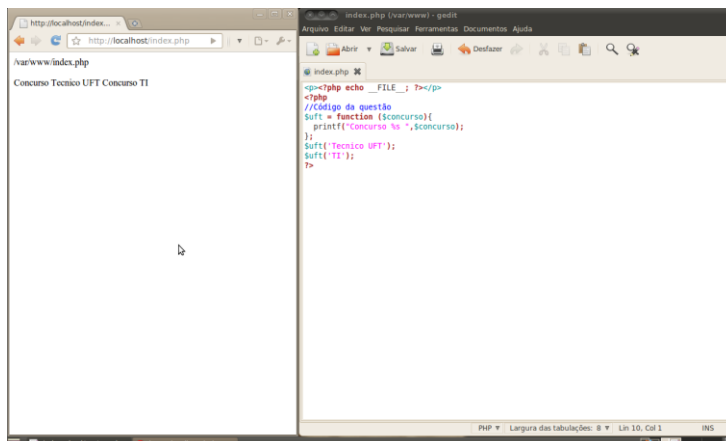 http://localhost/index...
http://localhost/index.php
/var/www/index.php
Concurso Tecnico UFT Concurso TI
index.php (/var/www) - gedit
Arquivo Editar Ver Pesquisar Ferramentas Documentos Ajuda
Abrir Salvar Desfazer
index.php
<p><?php echo __FILE__; ?></p>
<?php
//Código da questão
$uft = function ($concurso){
  printf("Concurso %s ",$concurso);
};
$uft('Tecnico UFT');
$uft('TI');
?>
PHP Largura das tabulações: 8 Lin 10, Col 1 INS